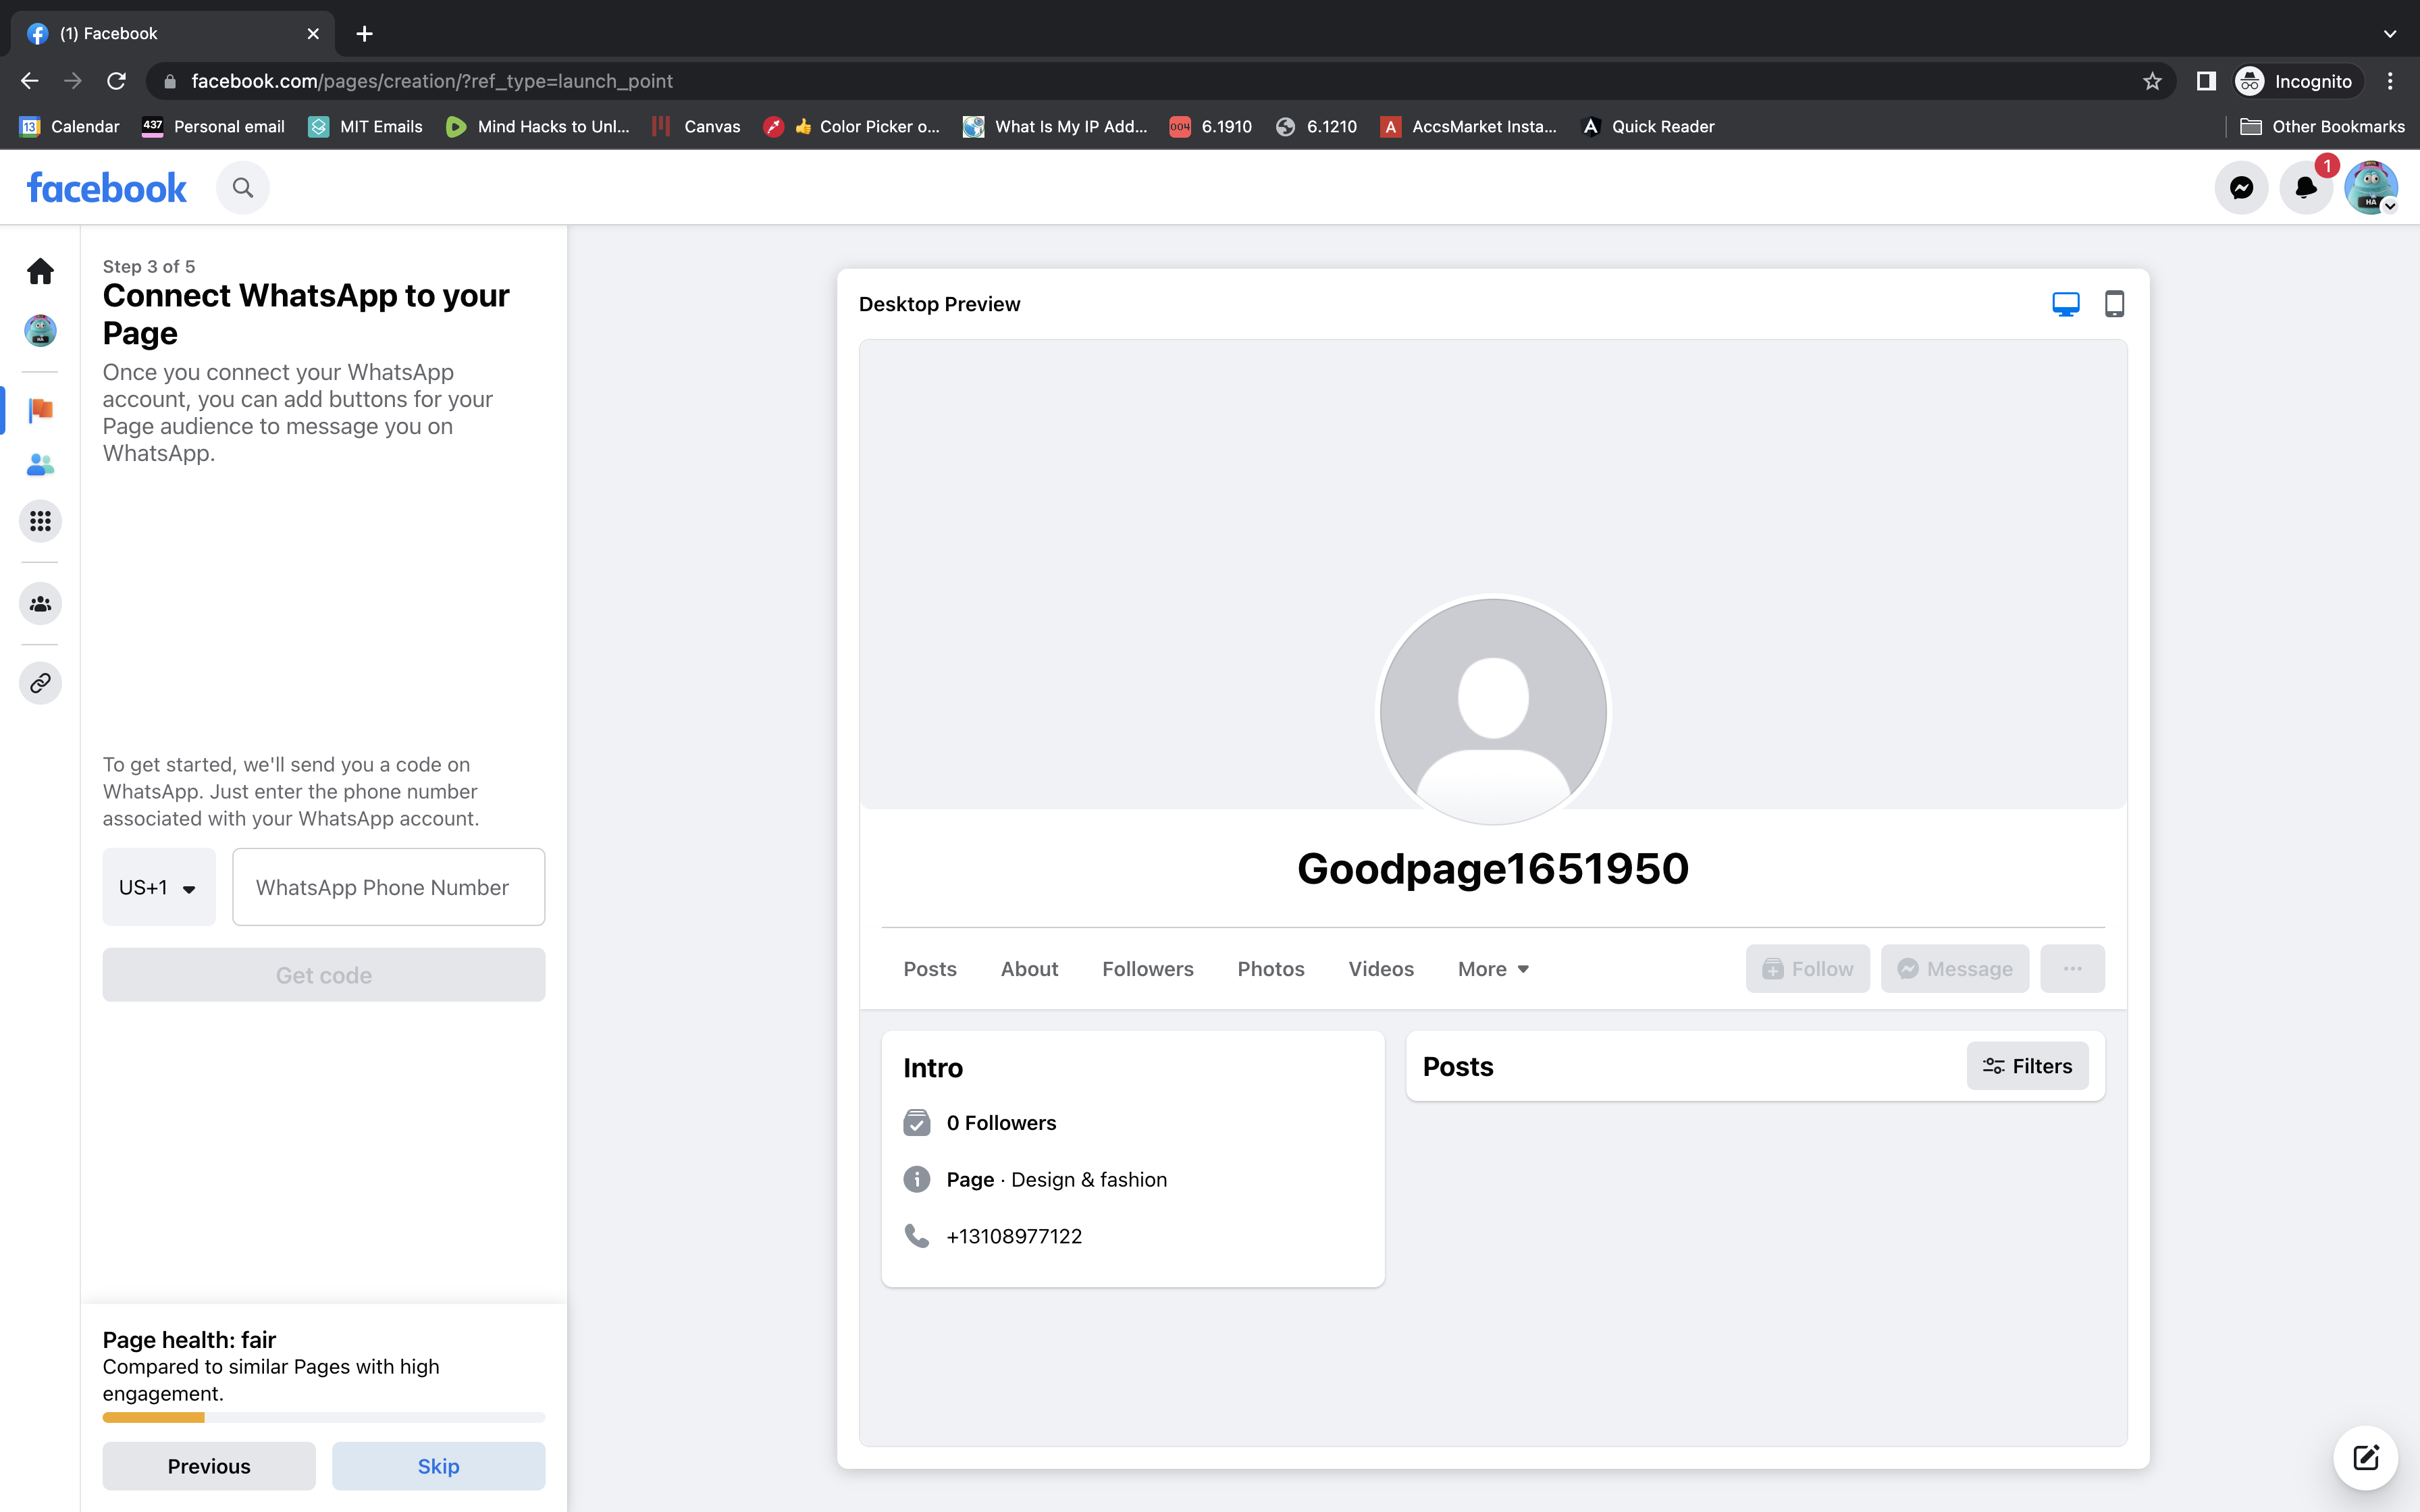 (1) Facebook
facebook.com/pages/creation/?ref_type=launch_point
Incognito
13 Calendar
437 Personal email
MIT Emails
Mind Hacks to Unl...
Canvas
👍 Color Picker o...
What Is My IP Add...
004 6.1910
6.1210
A AccsMarket Insta...
Quick Reader
Other Bookmarks
facebook
1
HA
HA
Step 3 of 5
Connect WhatsApp to your
Page
Once you connect your WhatsApp
account, you can add buttons for your
Page audience to message you on
WhatsApp.
To get started, we'll send you a code on
WhatsApp. Just enter the phone number
associated with your WhatsApp account.
US+1
WhatsApp Phone Number
Get code
Page health: fair
Compared to similar Pages with high
engagement.
Previous
Skip
Desktop Preview
Goodpage1651950
Posts
About
Followers
Photos
Videos
More
Follow
Message
Intro
0 Followers
Page · Design & fashion
+13108977122
Posts
Filters